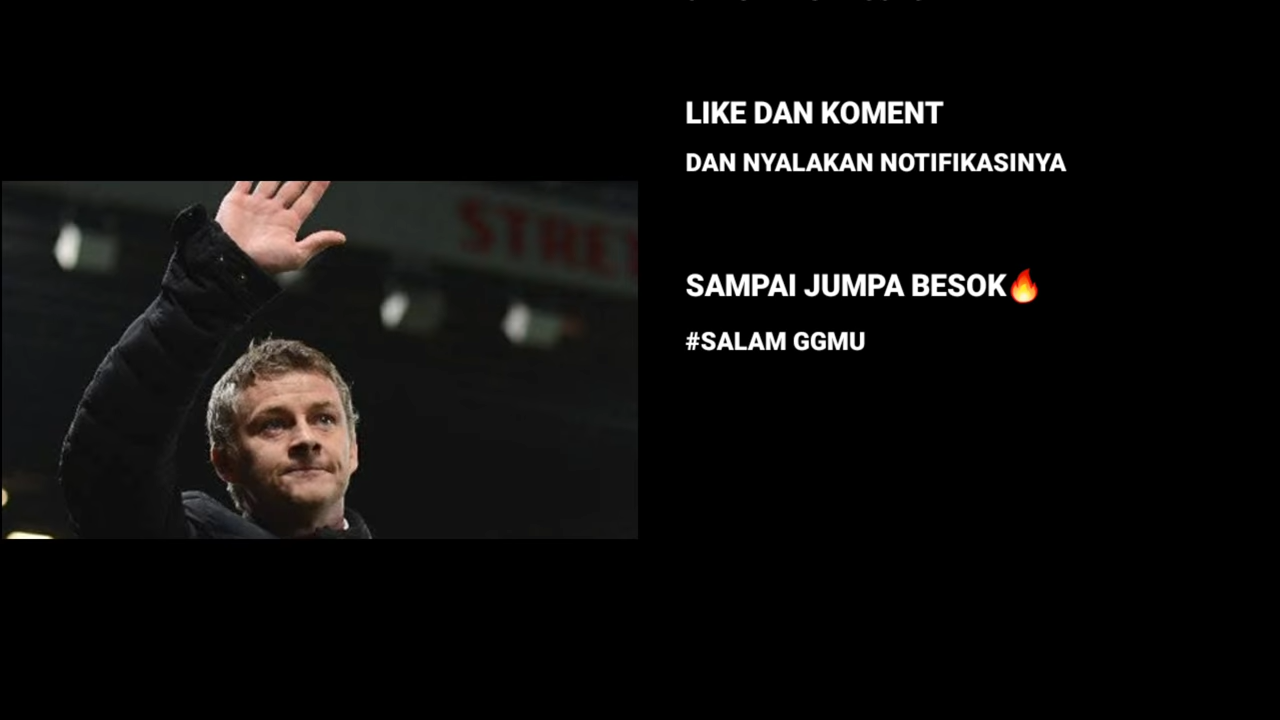 LIKE DAN KOMENT
DAN NYALAKAN NOTIFIKASINYA
SAMPAI JUMPA BESOK🔥
#SALAM GGMU